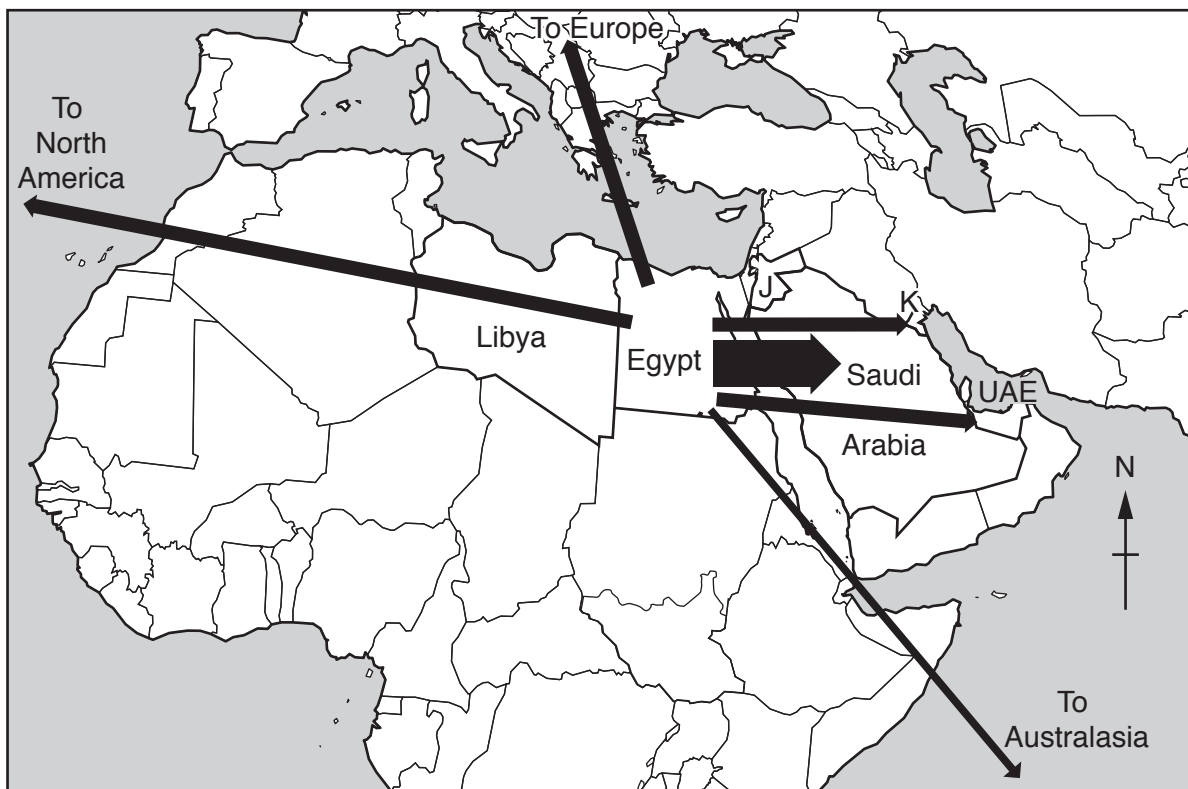 To Europe
To
North
America
J
K
Libya
Egypt
Saudi
UAE
Arabia
N
To
Australasia